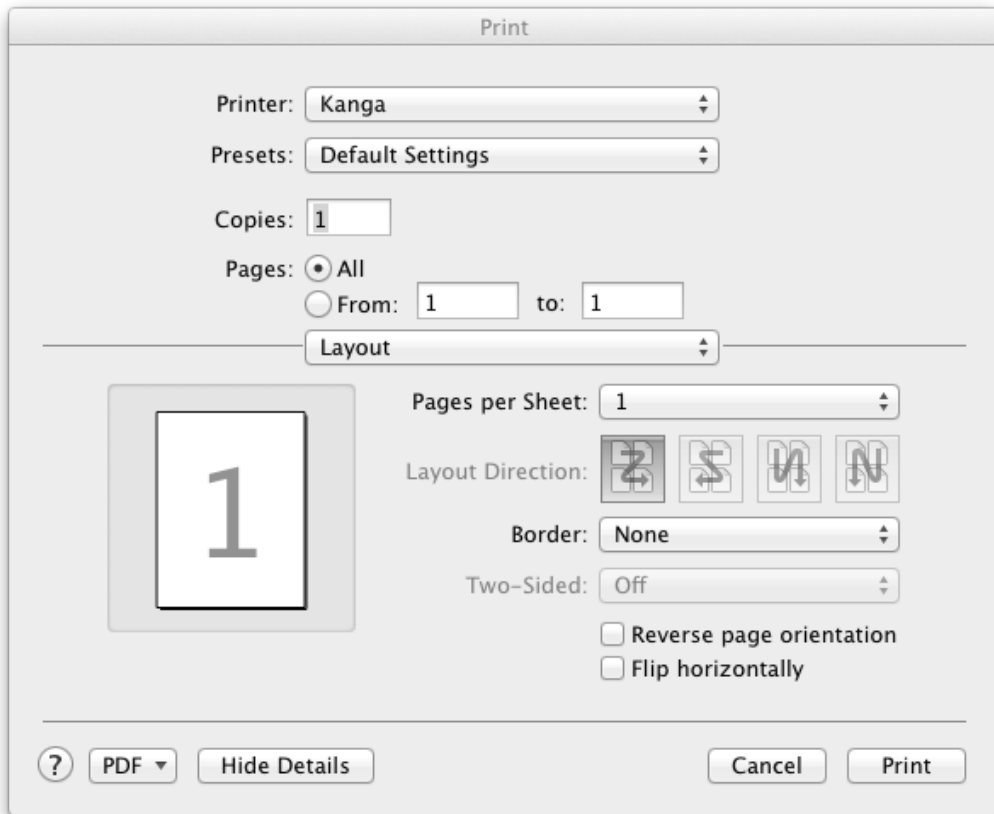 Print
Printer: Kanga
Presets: Default Settings
Copies: 1
Pages: All
From: 1 to: 1
Layout
1
Pages per Sheet: 1
Layout Direction:
Border: None
Two-Sided: Off
Reverse page orientation
Flip horizontally
? PDF Hide Details Cancel Print